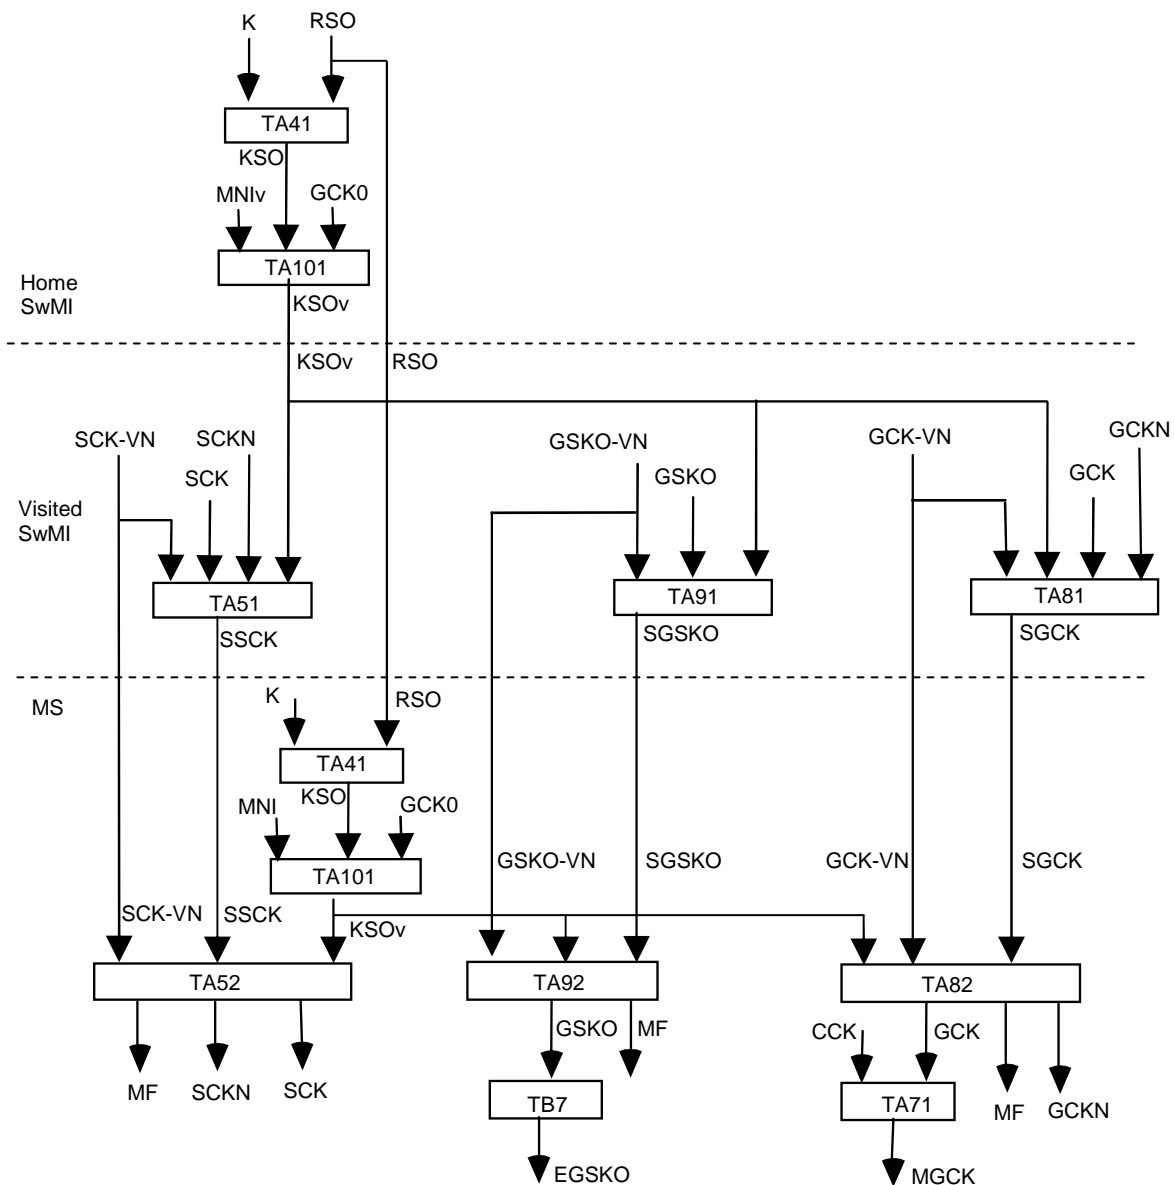 K
RSO
TA41
KSO
MNIv
GCK0
TA101
Home
SwMI
KSOv
KSOv
RSO
SCK-VN
SCKN
GSKO-VN
GCK-VN
GCKN
SCK
GSKO
GCK
Visited
SwMI
TA51
TA91
TA81
SSCK
SGSKO
SGCK
MS
K
RSO
TA41
KSO
MNI
GCK0
TA101
GSKO-VN
SGSKO
GCK-VN
SGCK
SCK-VN
SSCK
KSOv
TA52
TA92
TA82
GSKO
MF
CCK
GCK
MF
SCKN
SCK
TB7
TA71
MF
GCKN
EGSKO
MGCK